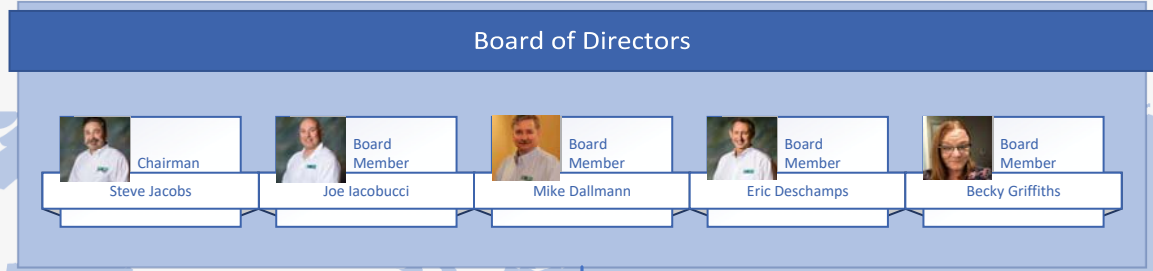 Board of Directors
Chairman
Steve Jacobs
Board
Member
Joe Iacobucci
Board
Member
Mike Dallmann
Board
Member
Eric Deschamps
Board
Member
Becky Griffiths